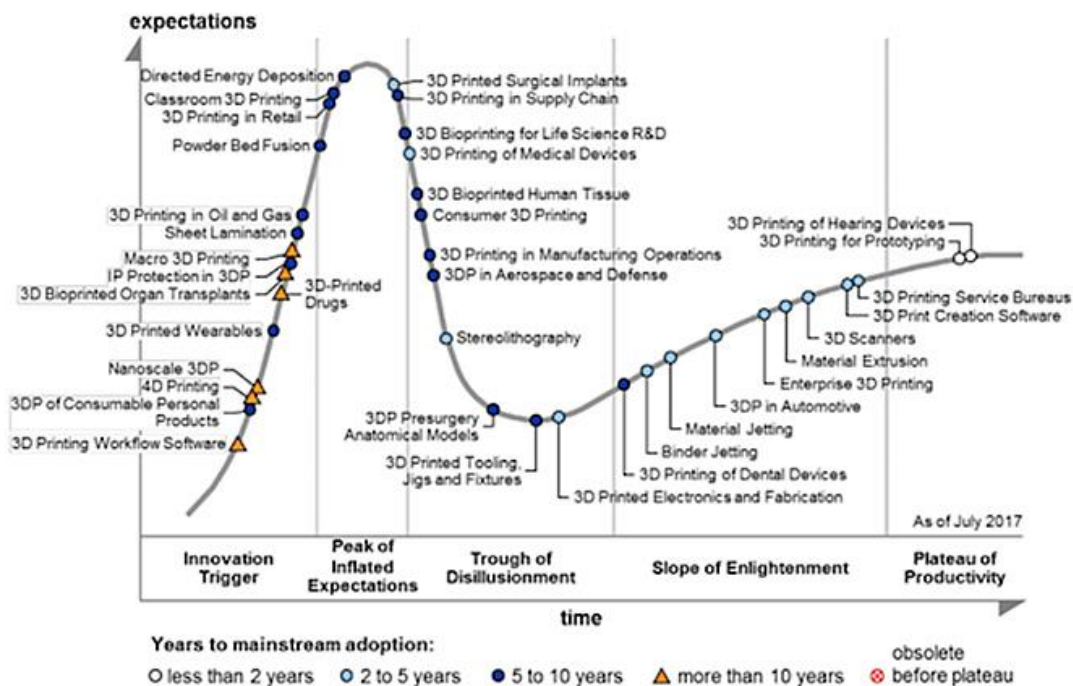 expectations
Directed Energy Deposition
Classroom 3D Printing
3D Printing in Retail
Powder Bed Fusion
3D Printing in Oil and Gas
Sheet Lamination
Macro 3D Printing
IP Protection in 3DP
3D Bioprinted Organ Transplants
3D-Printed
Drugs
3D Printed Wearables
Nanoscale 3DP
4D Printing
3DP of Consumable Personal
Products
3D Printing Workflow Software
3D Printed Surgical Implants
3D Printing in Supply Chain
3D Bioprinting for Life Science R&D
3D Printing of Medical Devices
3D Bioprinted Human Tissue
Consumer 3D Printing
3D Printing in Manufacturing Operations
3DP in Aerospace and Defense
Stereolithography
3DP Presurgery
Anatomical Models
3D Printed Tooling,
Jigs and Fixtures
3D Printed Electronics and Fabrication
3D Printing of Dental Devices
Binder Jetting
Material Jetting
3DP in Automotive
Enterprise 3D Printing
Material Extrusion
3D Scanners
3D Print Creation Software
3D Printing Service Bureaus
3D Printing of Hearing Devices
3D Printing for Prototyping
As of July 2017
Innovation
Trigger
Peak of
Inflated
Expectations
Trough of
Disillusionment
Slope of Enlightenment
Plateau of
Productivity
time
Years to mainstream adoption:
less than 2 years
2 to 5 years
5 to 10 years
more than 10 years
obsolete
before plateau